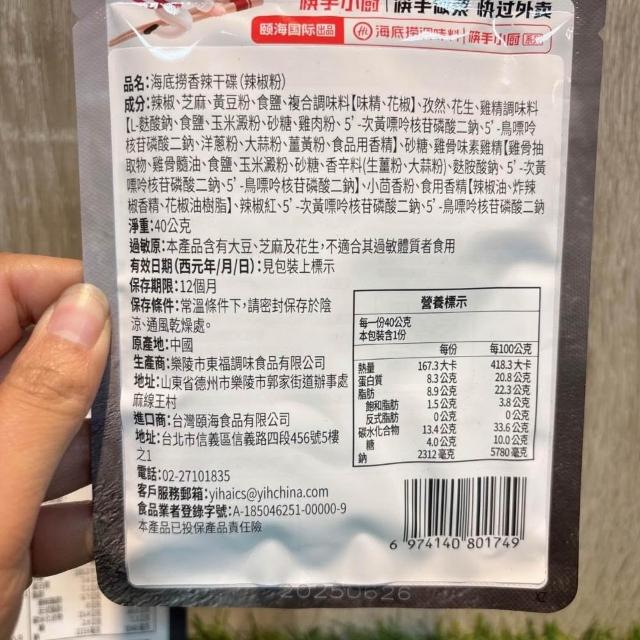 筷手小厨 | 筷手做菜 快过外卖
颐海国际出品 海底撈调味料 筷手小厨 系列
品名:海底撈香辣干碟(辣椒粉)
成分:辣椒、芝麻、黃豆粉、食鹽、複合調味料【味精、花椒】、孜然、花生、雞精調味料
【L-麩酸鈉、食鹽、玉米澱粉、砂糖、雞肉粉、5'-次黃嘌呤核苷磷酸二鈉、5'-鳥嘌呤
核苷磷酸二鈉、洋蔥粉、大蒜粉、薑黃粉、食品用香精】、砂糖、雞骨味素雞精【雞骨抽
取物、雞骨髓油、食鹽、玉米澱粉、砂糖、香辛料(生薑粉、大蒜粉)、麩胺酸鈉、5'-次黃
嘌呤核苷磷酸二鈉、5'-鳥嘌呤核苷磷酸二鈉】、小茴香粉、食用香精【辣椒油、炸辣
椒香精、花椒油樹脂】、辣椒紅、5'-次黃嘌呤核苷磷酸二鈉、5'-鳥嘌呤核苷磷酸二鈉
淨重:40公克
過敏原:本產品含有大豆、芝麻及花生,不適合其過敏體質者食用
有效日期(西元年/月/日):見包裝上標示
保存期限:12個月
保存條件:常溫條件下,請密封保存於陰
涼、通風乾燥處。
原產地:中國
生產商:樂陵市東福調味食品有限公司
地址:山東省德州市樂陵市郭家街道辦事處
麻線王村
進口商:台灣頤海食品有限公司
地址:台北市信義區信義路四段456號5樓
之1
電話:02-27101835
客戶服務郵箱:yihaics@yihchina.com
食品業者登錄字號:A-185046251-00000-9
本產品已投保產品責任險
營養標示
每一份40公克
本包裝含1份
每份 每100公克
熱量 167.3大卡 418.3大卡
蛋白質 8.3公克 20.8公克
脂肪 8.9公克 22.3公克
飽和脂肪 1.5公克 3.8公克
反式脂肪 0公克 0公克
碳水化合物 13.4公克 33.6公克
糖 4.0公克 10.0公克
鈉 2312毫克 5780毫克
6 974140 801749
20250626